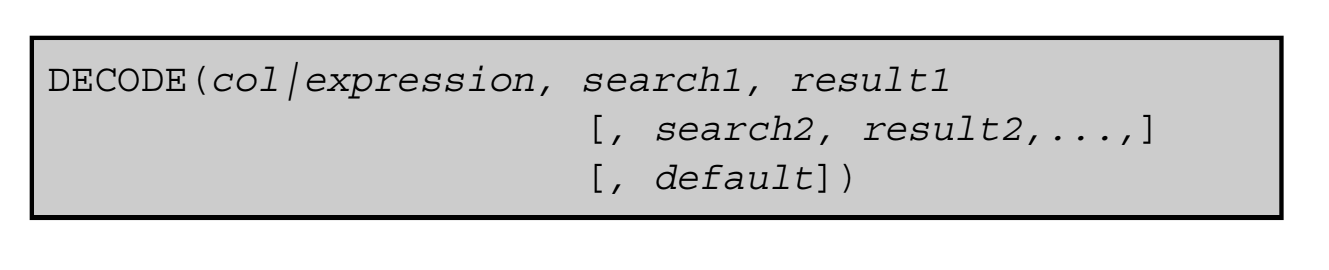 DECODE(col|expression, search1, result1
[, search2, result2,...,]
[, default])